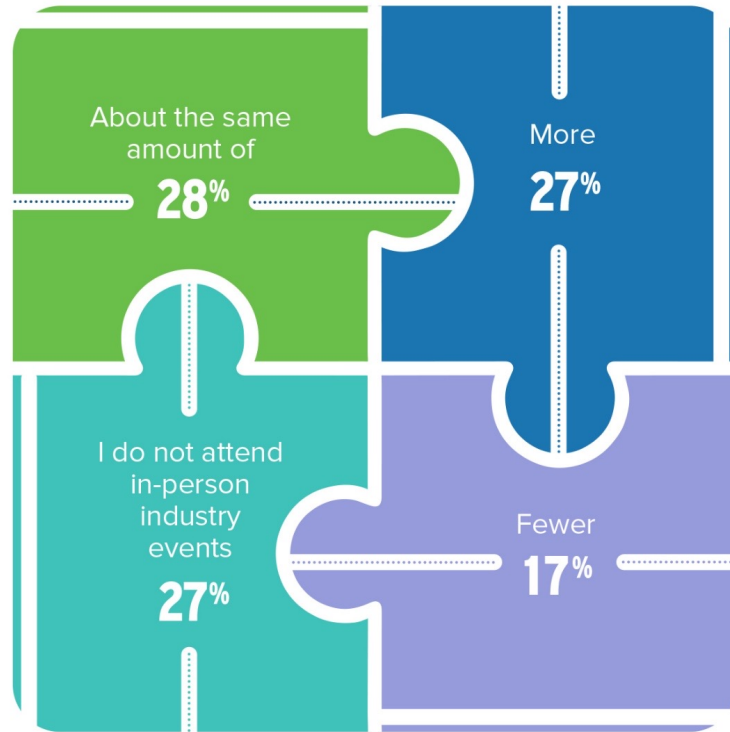 About the same
amount of
28%
More
27%
I do not attend
in-person
industry
events
27%
Fewer
17%